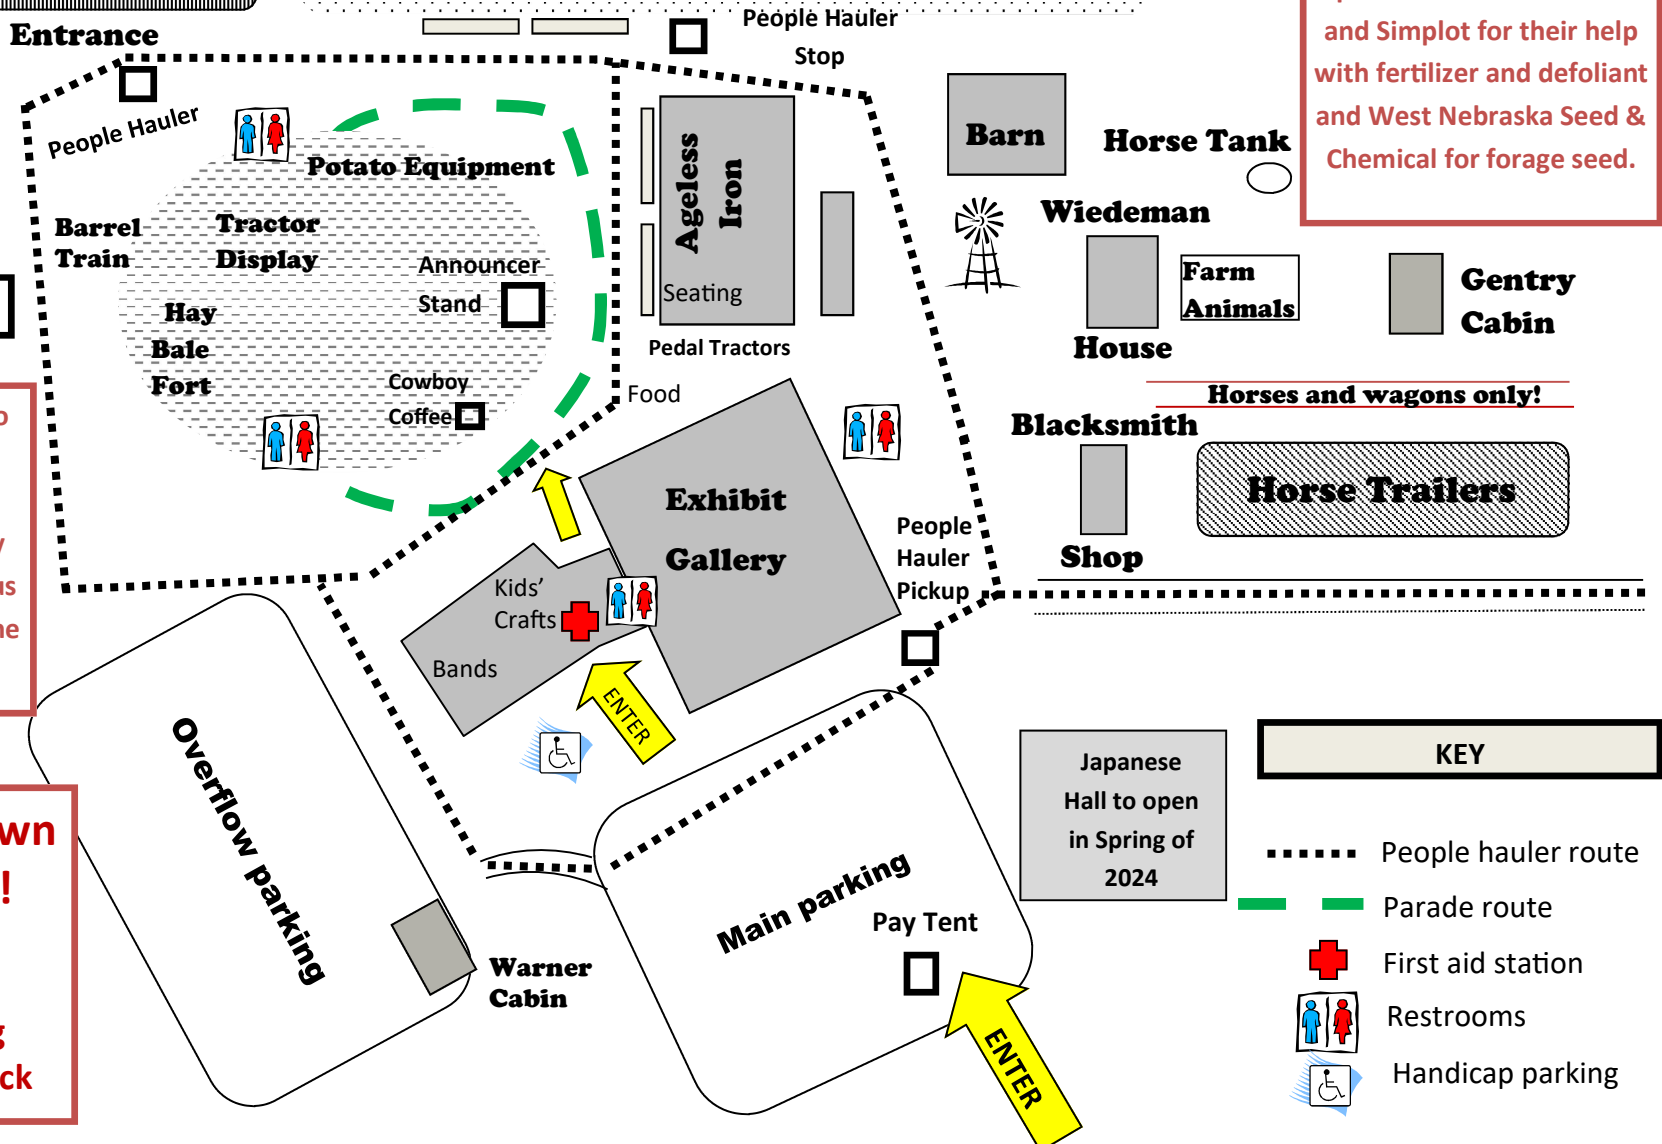 Entrance
People Hauler
Stop
and Simplot for their help
with fertilizer and defoliant
and West Nebraska Seed &
Chemical for forage seed.
People Hauler
Potato Equipment
Barrel
Train
Tractor
Display
Announcer
Stand
Hay
Bale
Fort
Cowboy
Coffee
Ageless
Iron
Seating
Pedal Tractors
Food
Barn
Horse Tank
Wiedeman
House
Farm
Animals
Gentry
Cabin
Horses and wagons only!
Blacksmith
Shop
Horse Trailers
Exhibit
Gallery
People
Hauler
Pickup
Kids’
Crafts
Bands
ENTER
Overflow parking
Warner
Cabin
Main parking
Pay Tent
ENTER
Japanese
Hall to open
in Spring of
2024
KEY
People hauler route
Parade route
First aid station
Restrooms
Handicap parking